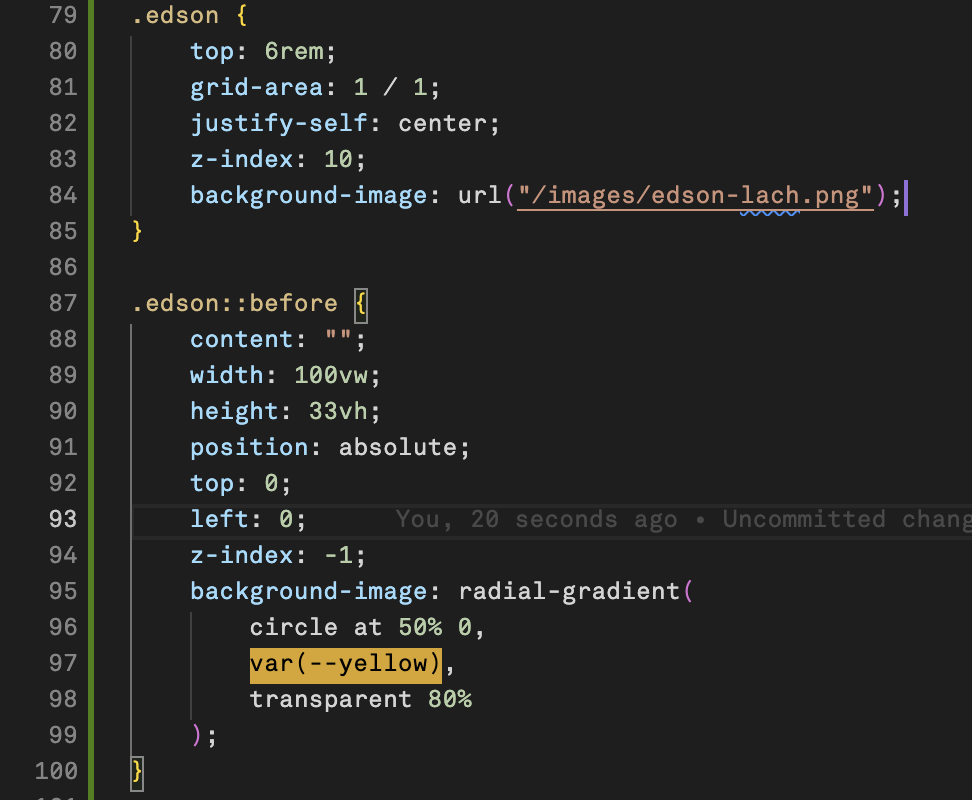 79 .edson {
80 top: 6rem;
81 grid-area: 1 / 1;
82 justify-self: center;
83 z-index: 10;
84 background-image: url("/images/edson-lach.png");
85 }
86
87 .edson::before {
88 content: "";
89 width: 100vw;
90 height: 33vh;
91 position: absolute;
92 top: 0;
93 left: 0; You, 20 seconds ago • Uncommitted chang
94 z-index: -1;
95 background-image: radial-gradient(
96 circle at 50% 0,
97 var(--yellow),
98 transparent 80%
99 );
100 }